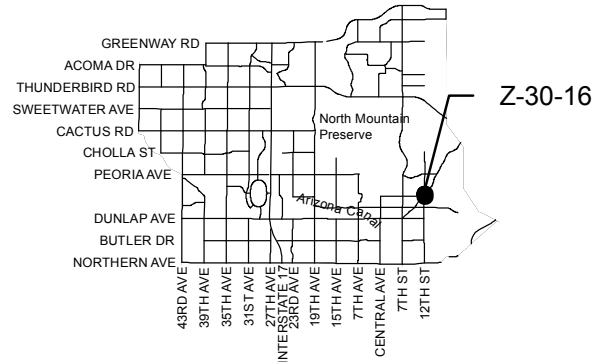 GREENWAY RD
ACOMA DR
THUNDERBIRD RD
SWEETWATER AVE
CACTUS RD
CHOLLA ST
PEORIA AVE
DUNLAP AVE
BUTLER DR
NORTHERN AVE
Z-30-16
North Mountain
Preserve
Arizona Canal
43RD AVE
39TH AVE
35TH AVE
31ST AVE
27TH AVE
INTERSTATE 17
23RD AVE
19TH AVE
15TH AVE
7TH AVE
CENTRAL AVE
7TH ST
12TH ST